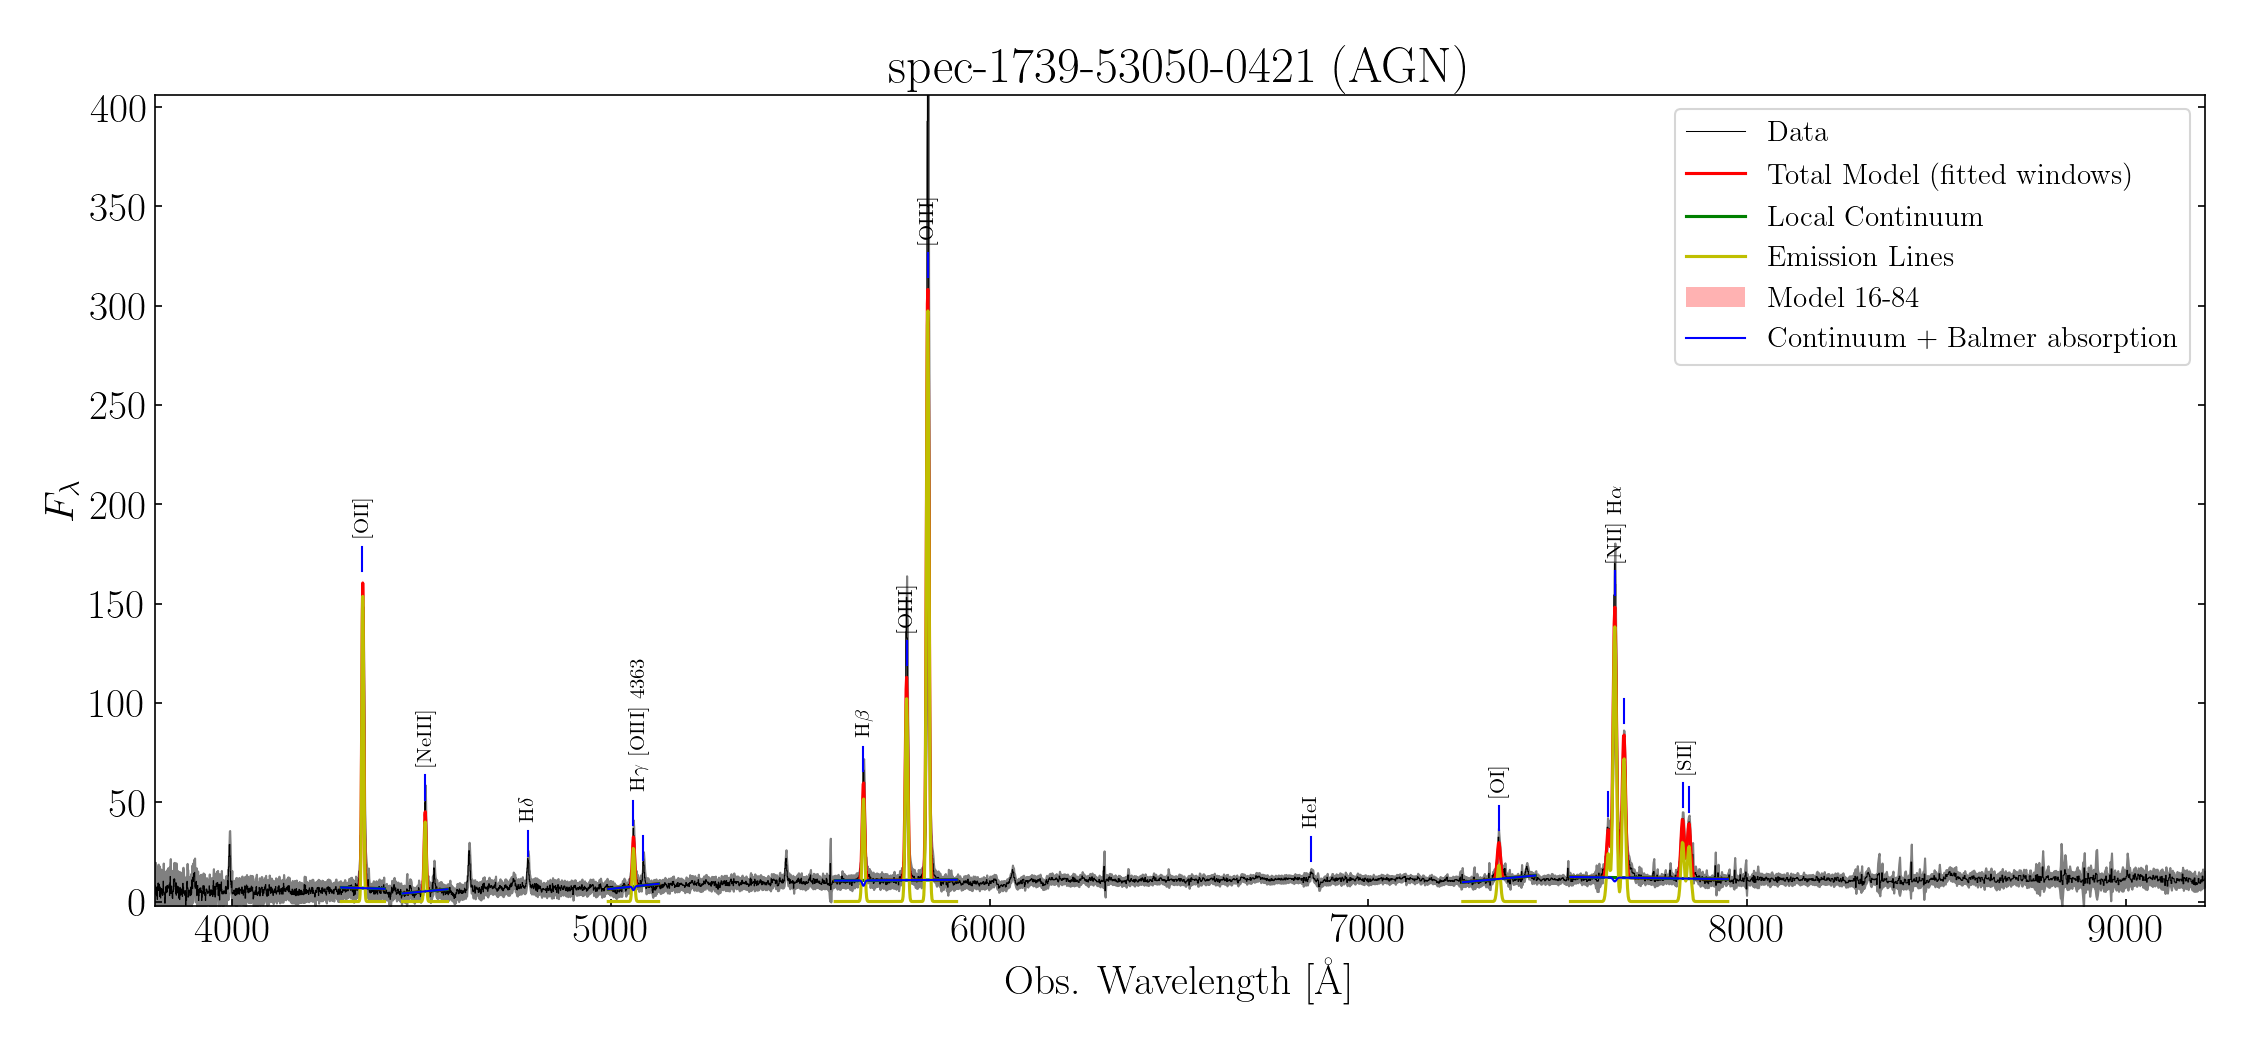 spec-1739-53050-0421 (AGN)
Data
Total Model (fitted windows)
Local Continuum
Emission Lines
Model 16-84
Continuum + Balmer absorption
400
350
300
250
200
150
100
50
0
Fλ
[OII]
[NeIII]
Hδ
Hγ [OIII] 4363
Hβ
[OIII]
[OIII]
HeI
[OI]
[NII] Hα
[SII]
4000
5000
6000
7000
8000
9000
Obs. Wavelength [Å]